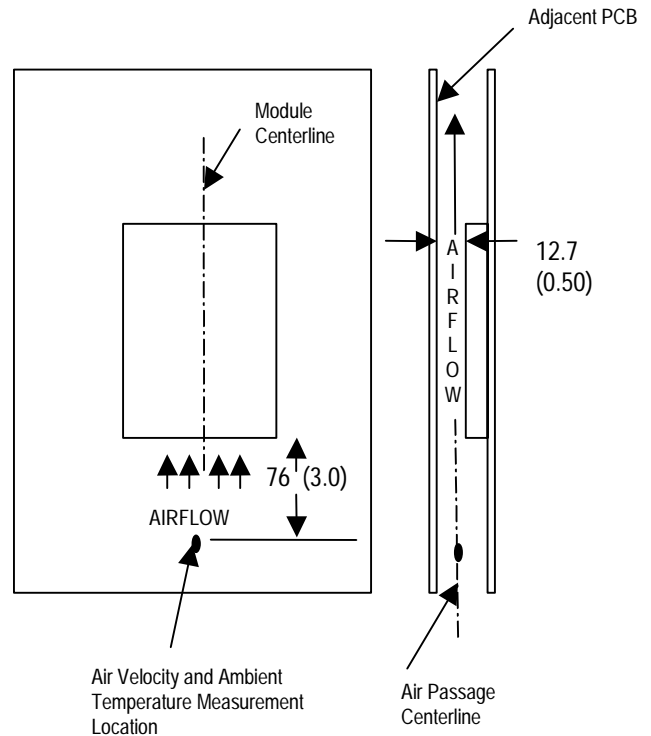 Adjacent PCB
Module
Centerline
A
I
R
F
L
O
W
12.7
(0.50)
76 (3.0)
AIRFLOW
Air Velocity and Ambient
Temperature Measurement
Location
Air Passage
Centerline